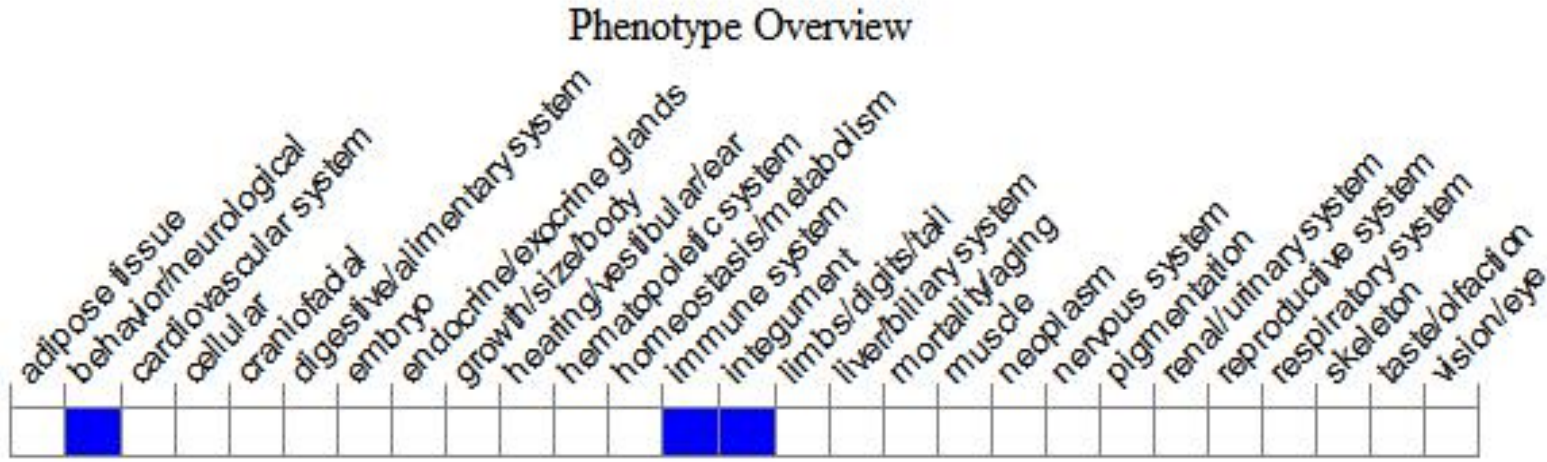 Phenotype Overview
adipose tissue
behavior/neurological
cardiovascular system
cellular
craniofacial
digestive/alimentary system
embryo
endocrine/exocrine glands
growth/size/body
hearing/vestibular/ear
hematopoietic system
homeostasis/metabolism
immune system
integument
limbs/digits/tail
liver/biliary system
mortality/aging
muscle
neoplasm
nervous system
pigmentation
renal/urinary system
reproductive system
respiratory system
skeleton
taste/olfaction
vision/eye